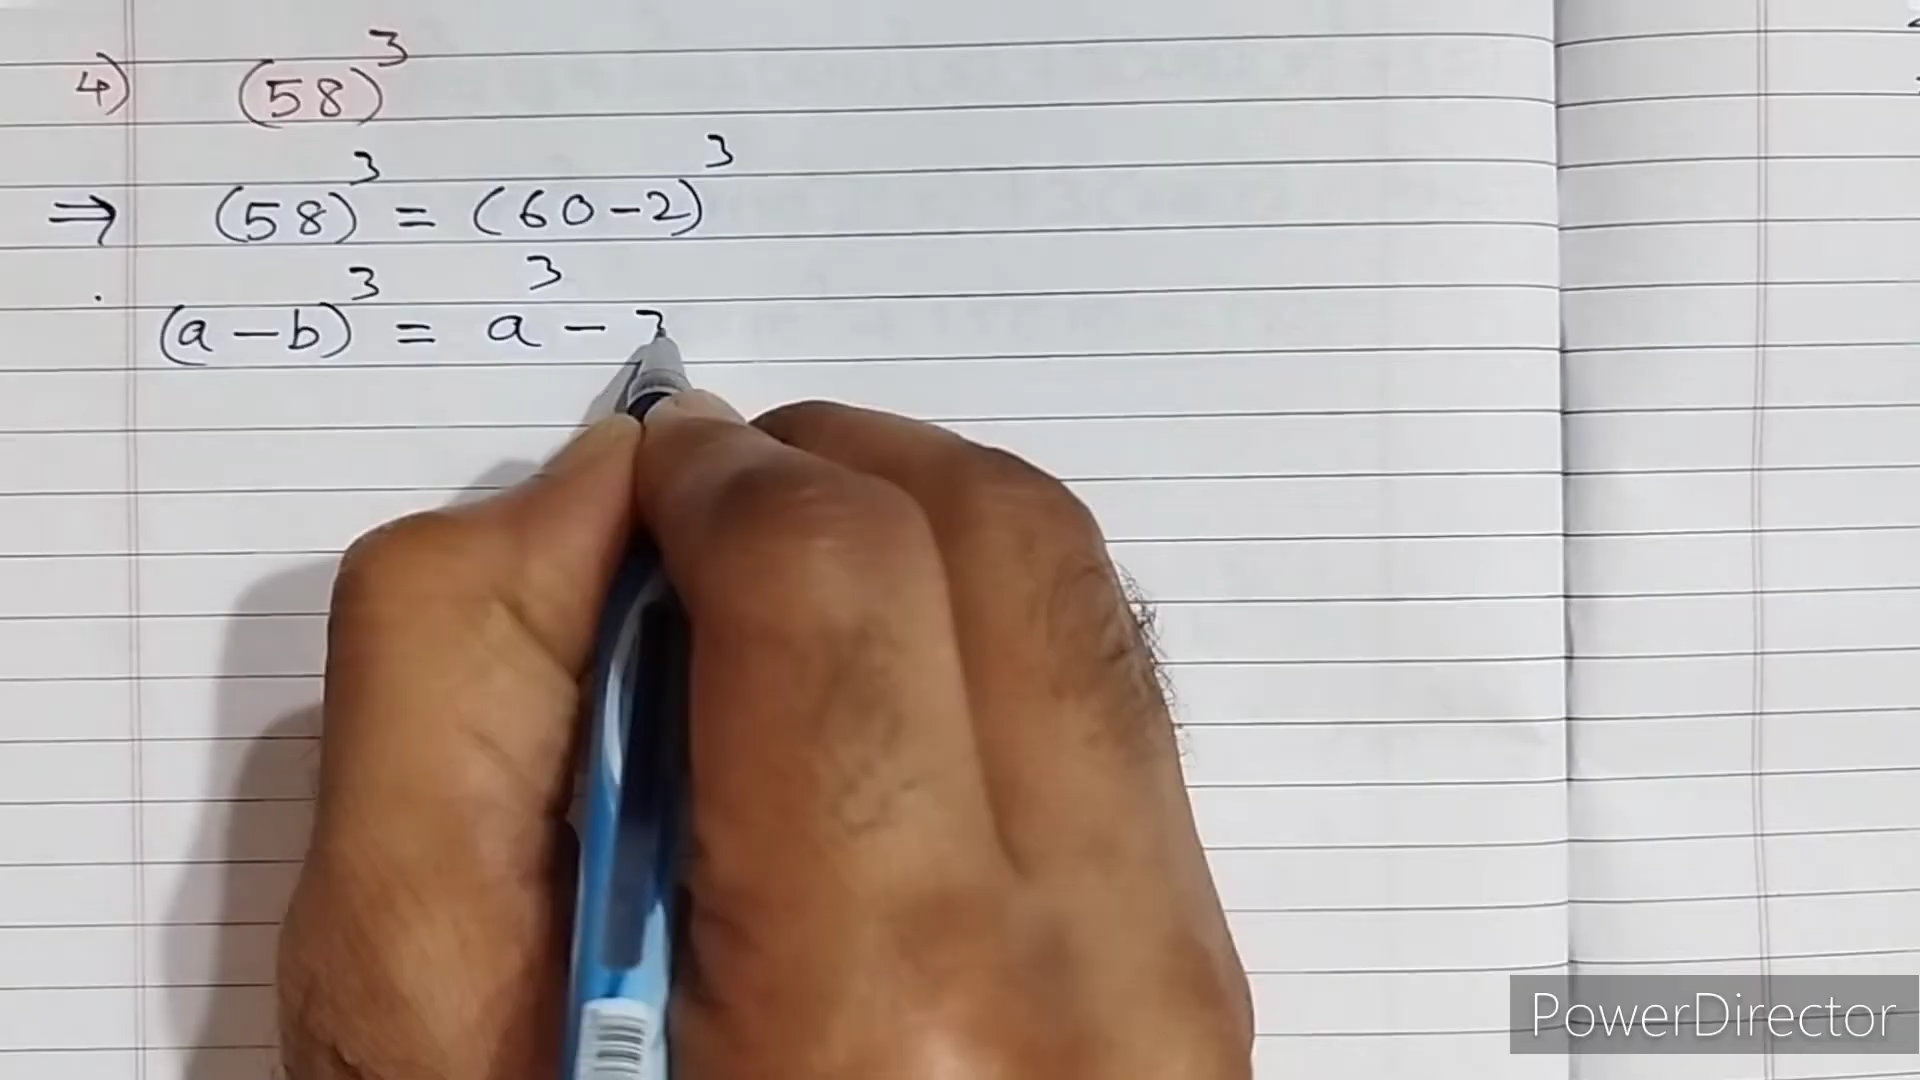 4) (58)³
⇒ (58)³ = (60-2)³
(a-b)³ = a³ - 3
PowerDirector